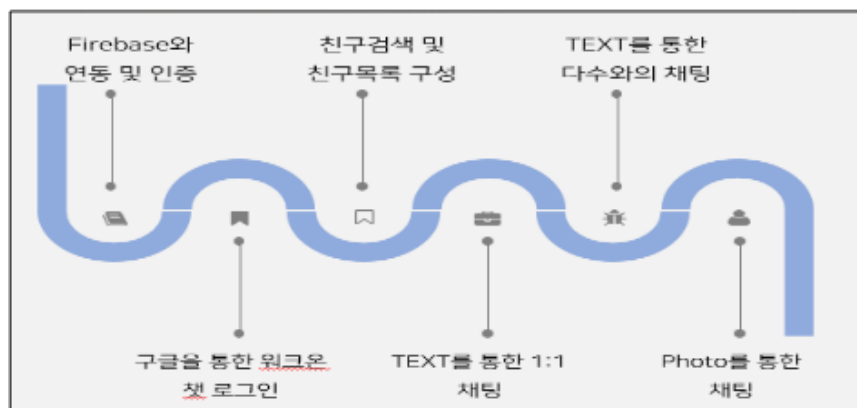 Firebase와
연동 및 인증
친구검색 및
친구목록 구성
TEXT를 통한
다수와의 채팅
구글을 통한 워크온
챗 로그인
TEXT를 통한 1:1
채팅
Photo를 통한
채팅